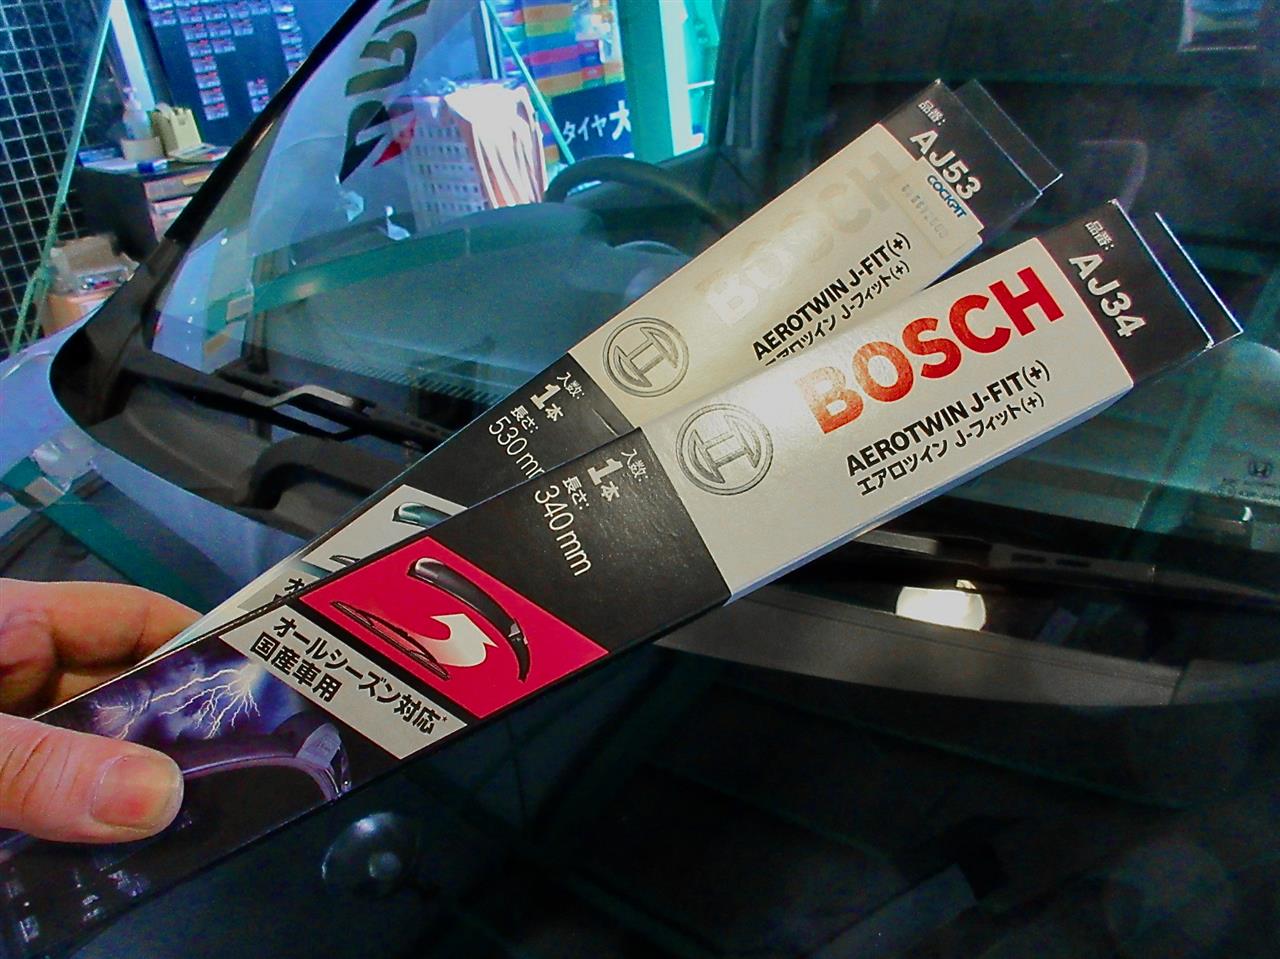 タイヤ大
品番:
AJ53
COCKPIT
BOSCH
AEROTWIN J-FIT(+)
エアロツイン J-フィット(+)
入数:
1本
長さ:
530mm
品番:
AJ34
BOSCH
AEROTWIN J-FIT(+)
エアロツイン J-フィット(+)
入数:
1本
長さ:
340mm
オールシーズン対応*
国産車用